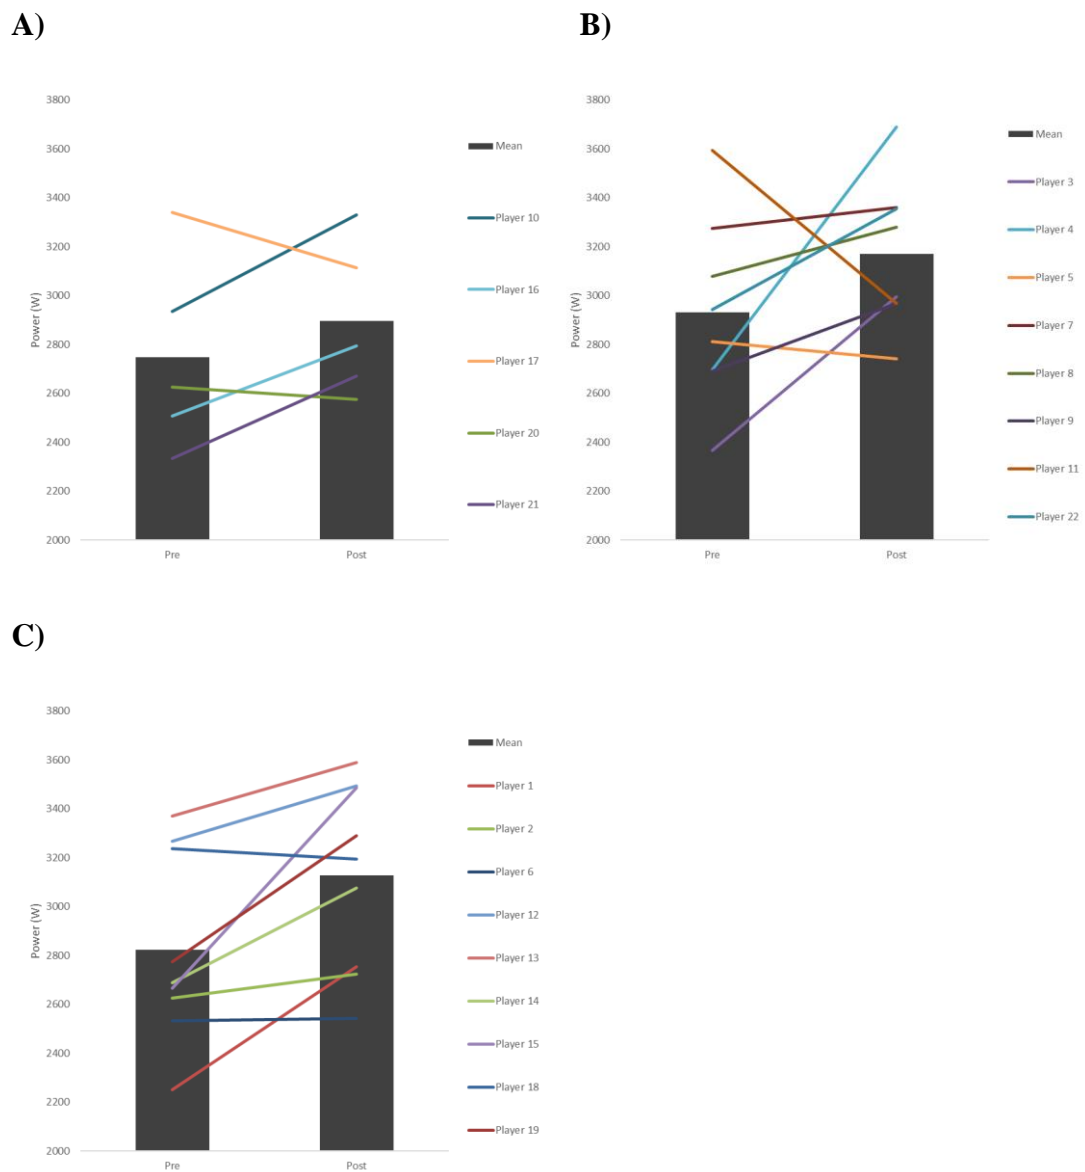 A)
B)
3800
3600
3400
3200
3000
2800
2600
2400
2200
2000
Power (W)
Pre
Post
Mean
Player 10
Player 16
Player 17
Player 20
Player 21
3800
3600
3400
3200
3000
2800
2600
2400
2200
2000
Power (W)
Pre
Post
Mean
Player 3
Player 4
Player 5
Player 7
Player 8
Player 9
Player 11
Player 22
C)
3800
3600
3400
3200
3000
2800
2600
2400
2200
2000
Power (W)
Pre
Post
Mean
Player 1
Player 2
Player 6
Player 12
Player 13
Player 14
Player 15
Player 18
Player 19